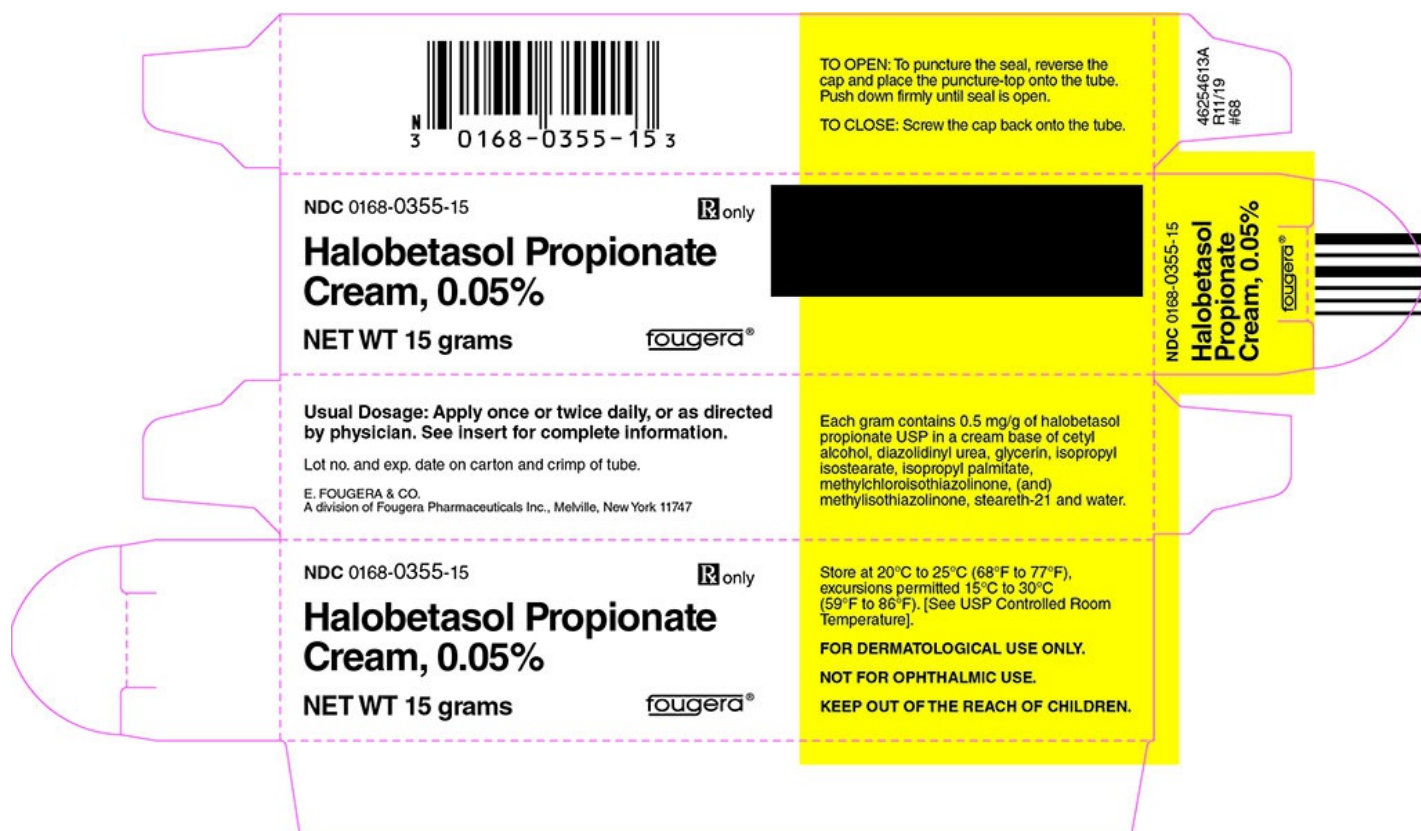 N
3 0168-0355-15 3
TO OPEN: To puncture the seal, reverse the
cap and place the puncture-top onto the tube.
Push down firmly until seal is open.
TO CLOSE: Screw the cap back onto the tube.
46254613A
R11/19
#68
NDC 0168-0355-15
Rx only
Halobetasol Propionate
Cream, 0.05%
NET WT 15 grams
fougera®
NDC 0168-0355-15
Halobetasol
Propionate
Cream, 0.05%
fougera®
Usual Dosage: Apply once or twice daily, or as directed
by physician. See insert for complete information.
Lot no. and exp. date on carton and crimp of tube.
E. FOUGERA & CO.
A division of Fougera Pharmaceuticals Inc., Melville, New York 11747
Each gram contains 0.5 mg/g of halobetasol
propionate USP in a cream base of cetyl
alcohol, diazolidinyl urea, glycerin, isopropyl
isostearate, isopropyl palmitate,
methylchloroisothiazolinone, (and)
methylisothiazolinone, steareth-21 and water.
NDC 0168-0355-15
Rx only
Halobetasol Propionate
Cream, 0.05%
NET WT 15 grams
fougera®
Store at 20°C to 25°C (68°F to 77°F),
excursions permitted 15°C to 30°C
(59°F to 86°F). [See USP Controlled Room
Temperature].
FOR DERMATOLOGICAL USE ONLY.
NOT FOR OPHTHALMIC USE.
KEEP OUT OF THE REACH OF CHILDREN.